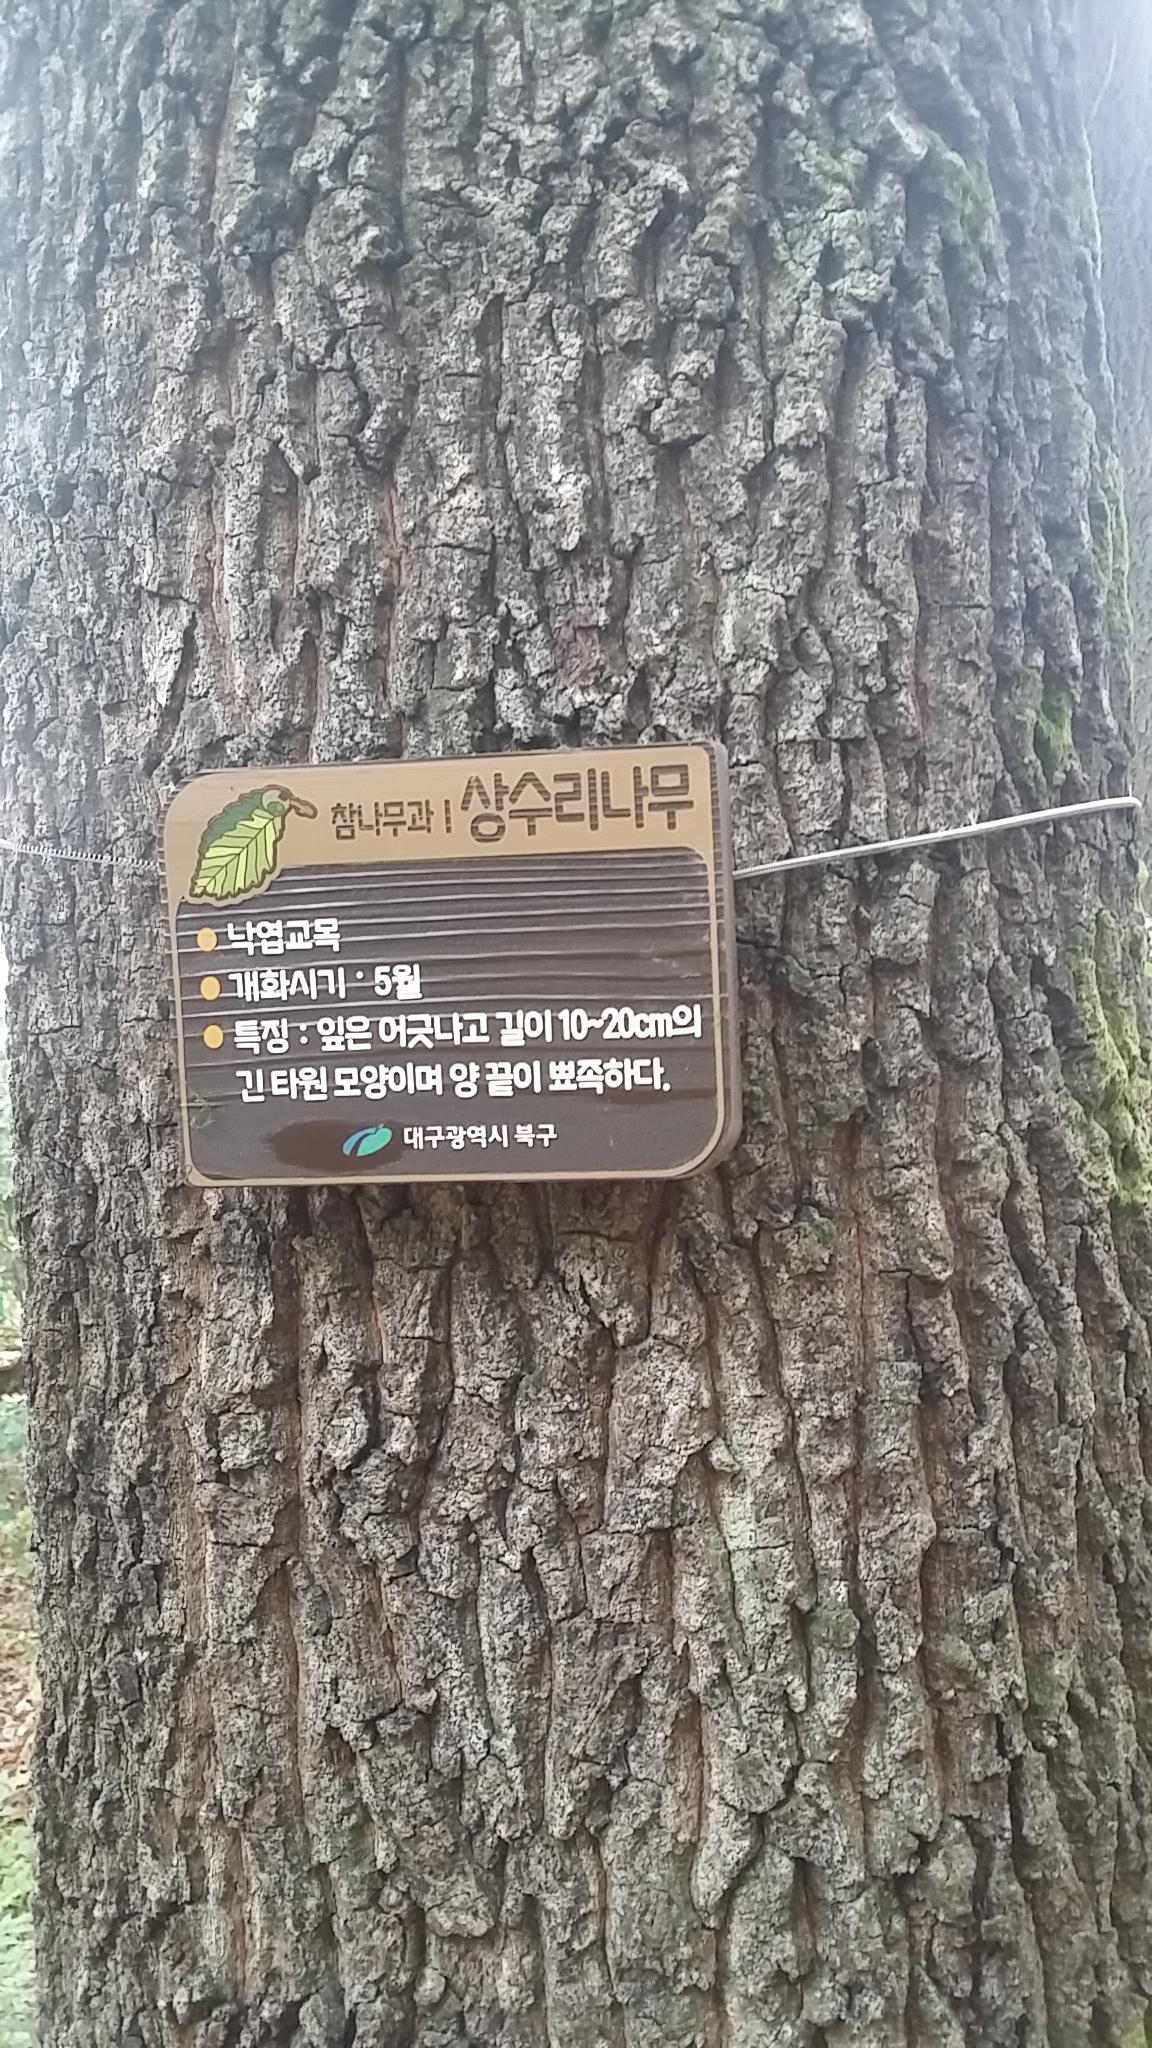 참나무과 | 상수리나무
낙엽교목
개화시기 : 5월
특징 : 잎은 어긋나고 길이 10~20cm의
긴 타원 모양이며 양 끝이 뾰족하다.
대구광역시 북구